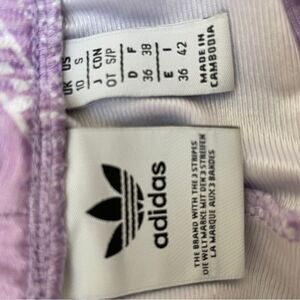 UK US
10 S
J CON
OT S/P
D F
36 38
E I
36 42
MADE IN
CAMBODIA
adidas
THE BRAND WITH THE 3 STRIPES
DIE WELTMARKE MIT DEN 3 STREIFEN
LA MARQUE AUX 3 BANDES